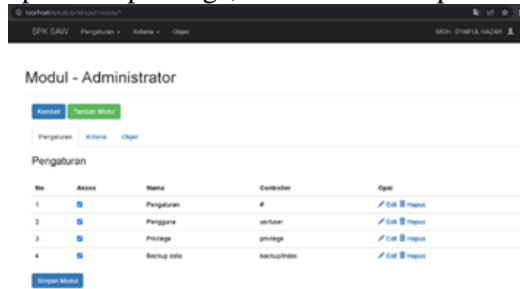 localhost
SPK SAW Pengaturan Kriteria Objek MOH. SYAIFUL NAZAR
Modul - Administrator
Kembali Tambah Modul
Pengaturan Kriteria Objek
Pengaturan
No Akses Nama Controller Opsi
1 Pengaturan # Edit Hapus
2 Pengguna usr/user Edit Hapus
3 Privilege privilege Edit Hapus
4 Backup data backup/index Edit Hapus
Simpan Modul